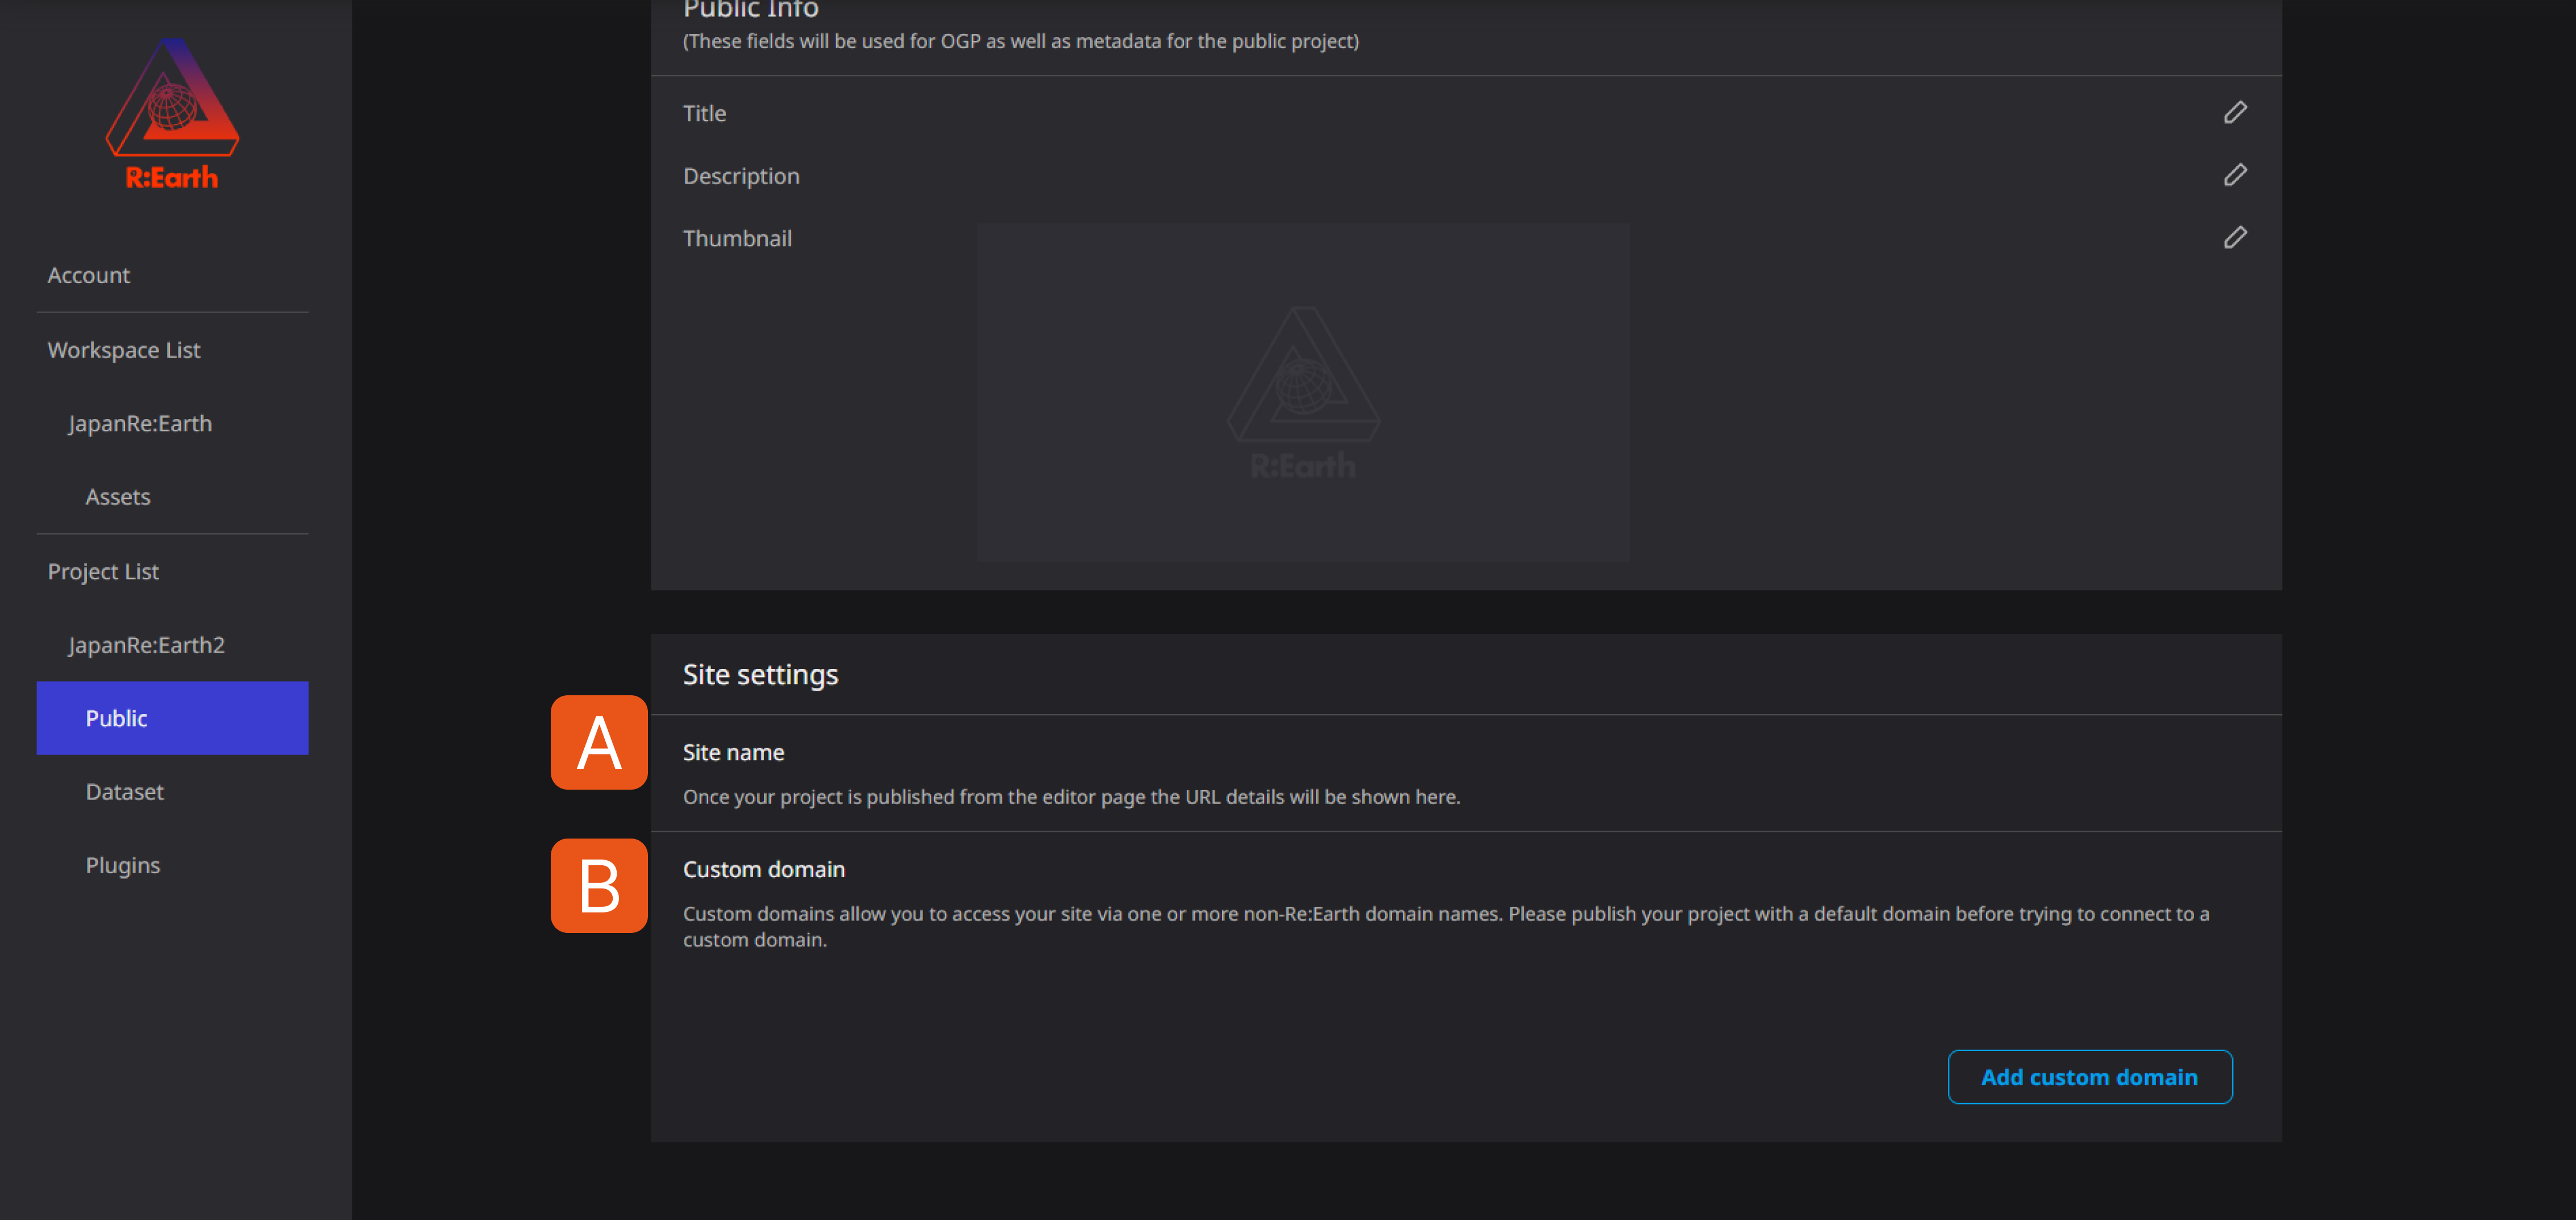 R:Earth
Account
Workspace List
JapanRe:Earth
Assets
Project List
JapanRe:Earth2
Public
Dataset
Plugins
Public Info
(These fields will be used for OGP as well as metadata for the public project)
Title
Description
Thumbnail
R:Earth
Site settings
A
Site name
Once your project is published from the editor page the URL details will be shown here.
B
Custom domain
Custom domains allow you to access your site via one or more non-Re:Earth domain names. Please publish your project with a default domain before trying to connect to a
custom domain.
Add custom domain